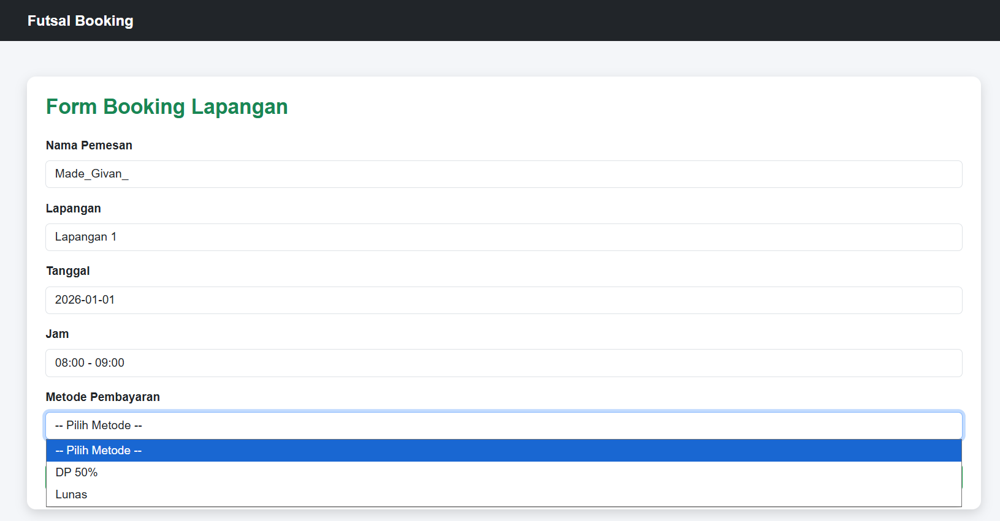 Futsal Booking
Form Booking Lapangan
Nama Pemesan
Made_Givan_
Lapangan
Lapangan 1
Tanggal
2026-01-01
Jam
08:00 - 09:00
Metode Pembayaran
-- Pilih Metode --
-- Pilih Metode --
DP 50%
Lunas